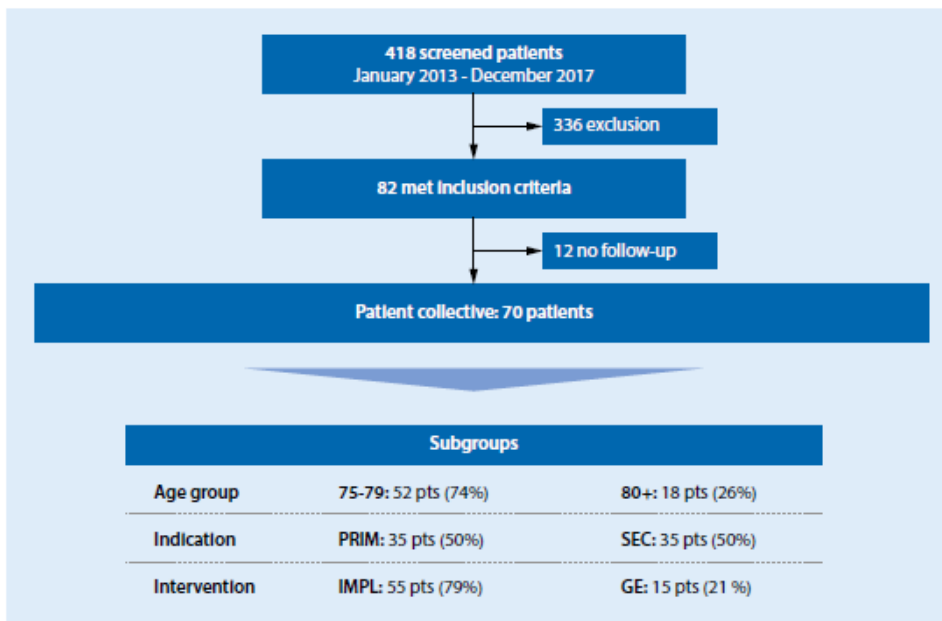 418 screened patients
January 2013 - December 2017
336 exclusion
82 met inclusion criteria
12 no follow-up
Patient collective: 70 patients
Subgroups
Age group 75-79: 52 pts (74%) 80+: 18 pts (26%)
Indication PRIM: 35 pts (50%) SEC: 35 pts (50%)
Intervention IMPL: 55 pts (79%) GE: 15 pts (21 %)